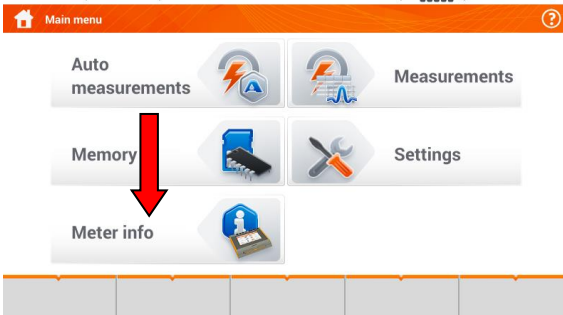 Main menu
?
Auto
measurements
A
Measurements
Memory
Settings
Meter info